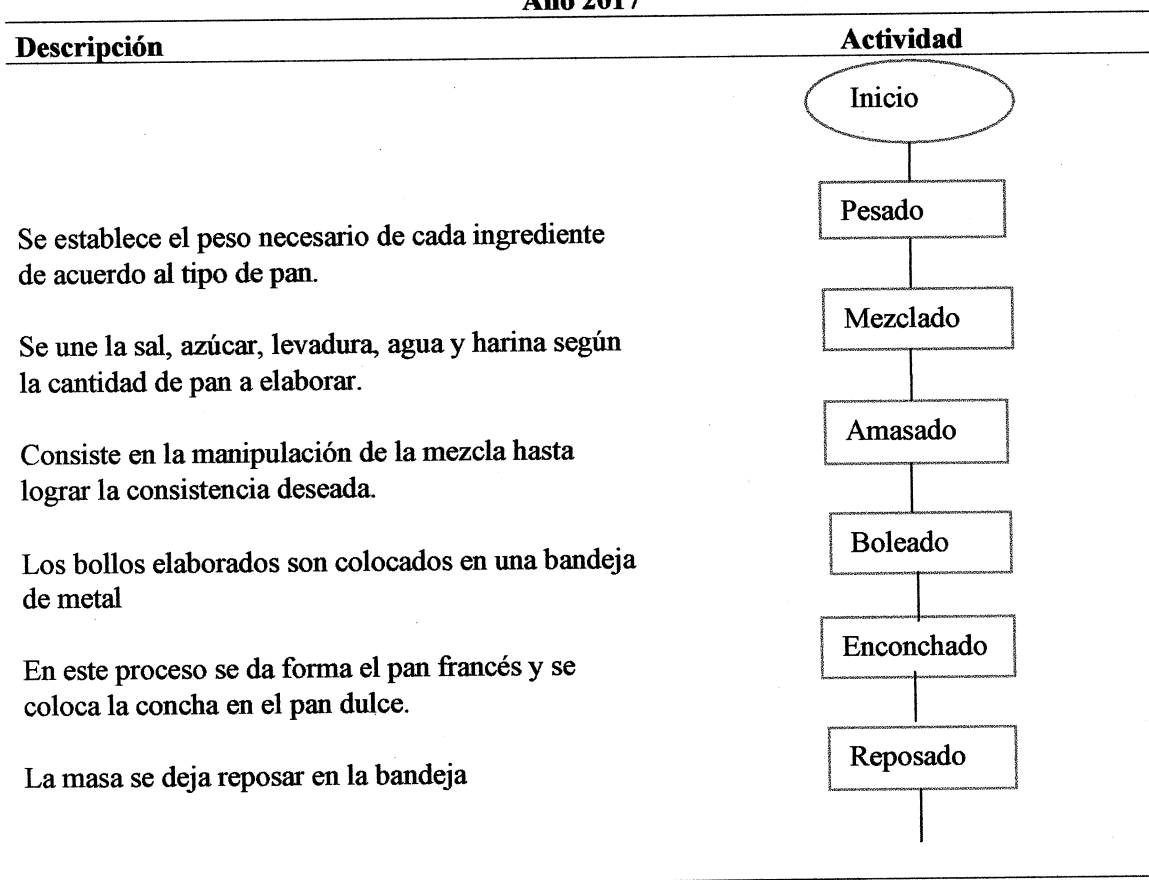 Año 2017
Descripción
Actividad
Inicio
Pesado
Se establece el peso necesario de cada ingrediente
de acuerdo al tipo de pan.
Mezclado
Se une la sal, azúcar, levadura, agua y harina según
la cantidad de pan a elaborar.
Amasado
Consiste en la manipulación de la mezcla hasta
lograr la consistencia deseada.
Boleado
Los bollos elaborados son colocados en una bandeja
de metal
Enconchado
En este proceso se da forma el pan francés y se
coloca la concha en el pan dulce.
Reposado
La masa se deja reposar en la bandeja